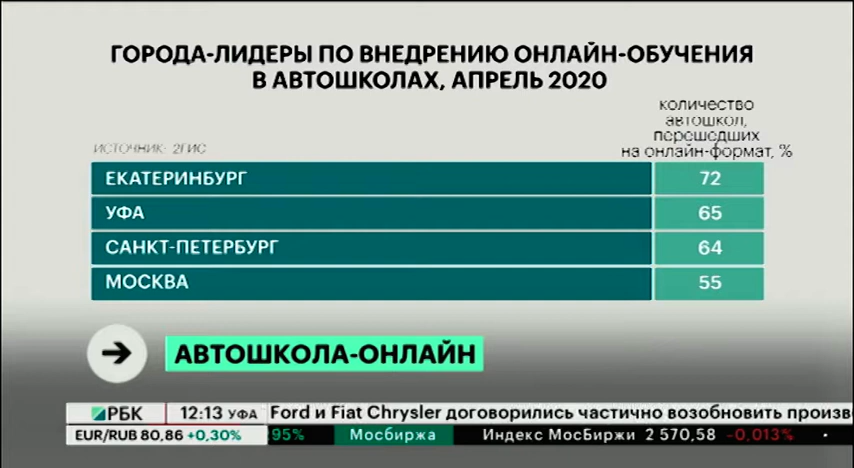 ГОРОДА-ЛИДЕРЫ ПО ВНЕДРЕНИЮ ОНЛАЙН-ОБУЧЕНИЯ
В АВТОШКОЛАХ, АПРЕЛЬ 2020
количество
автошкол,
перешедших
на онлайн-формат, %
ИСТОЧНИК: 2ГИС
ЕКАТЕРИНБУРГ 72
УФА 65
САНКТ-ПЕТЕРБУРГ 64
МОСКВА 55
АВТОШКОЛА-ОНЛАЙН
РБК 12:13 УФА Ford и Fiat Chrysler договорились частично возобновить произв
EUR/RUB 80,86 +0,30% 95% Мосбиржа Индекс МосБиржи 2 570,58 -0,013%